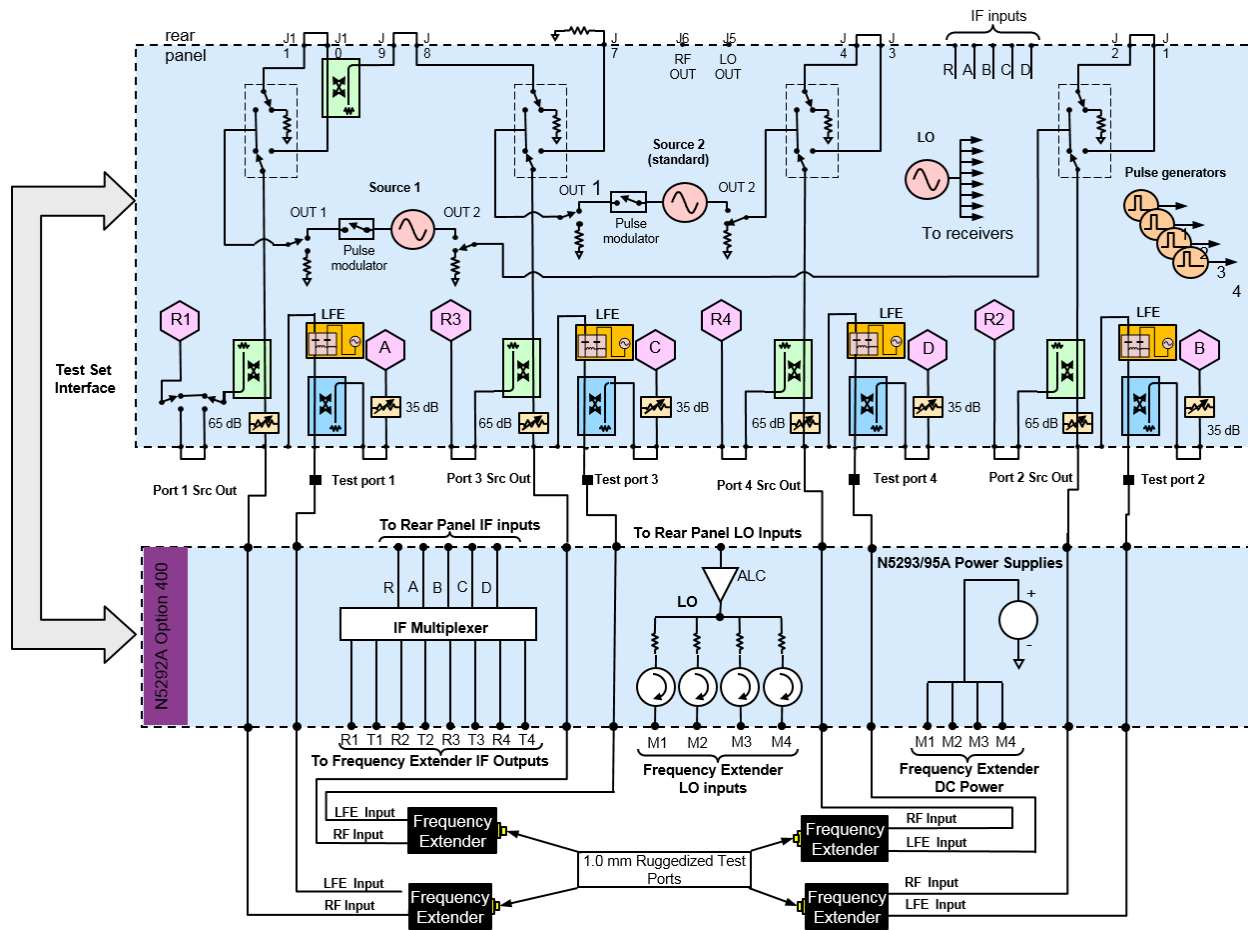 rear
panel
J1
1
J1
0
J
9
J
8
J
7
J6
RF
OUT
J5
LO
OUT
J
4
J
3
IF inputs
R
A
B
C
D
J
2
J
1
Source 1
OUT 1
OUT 2
Pulse
modulator
Source 2
(standard)
OUT 1
OUT 2
Pulse
modulator
LO
To receivers
Pulse generators
1
2
3
4
Test Set
Interface
R1
LFE
A
65 dB
35 dB
R3
LFE
C
65 dB
35 dB
R4
LFE
D
65 dB
35 dB
R2
LFE
B
65 dB
35 dB
Port 1 Src Out
Test port 1
Port 3 Src Out
Test port 3
Port 4 Src Out
Test port 4
Port 2 Src Out
Test port 2
To Rear Panel IF inputs
To Rear Panel LO Inputs
N5293/95A Power Supplies
N5292A Option 400
R
A
B
C
D
IF Multiplexer
R1 T1 R2 T2 R3 T3 R4 T4
To Frequency Extender IF Outputs
ALC
LO
M1 M2 M3 M4
Frequency Extender
LO inputs
+
-
M1 M2 M3 M4
Frequency Extender
DC Power
LFE Input
RF Input
Frequency
Extender
LFE Input
RF Input
Frequency
Extender
1.0 mm Ruggedized Test
Ports
Frequency
Extender
RF Input
LFE Input
Frequency
Extender
RF Input
LFE Input